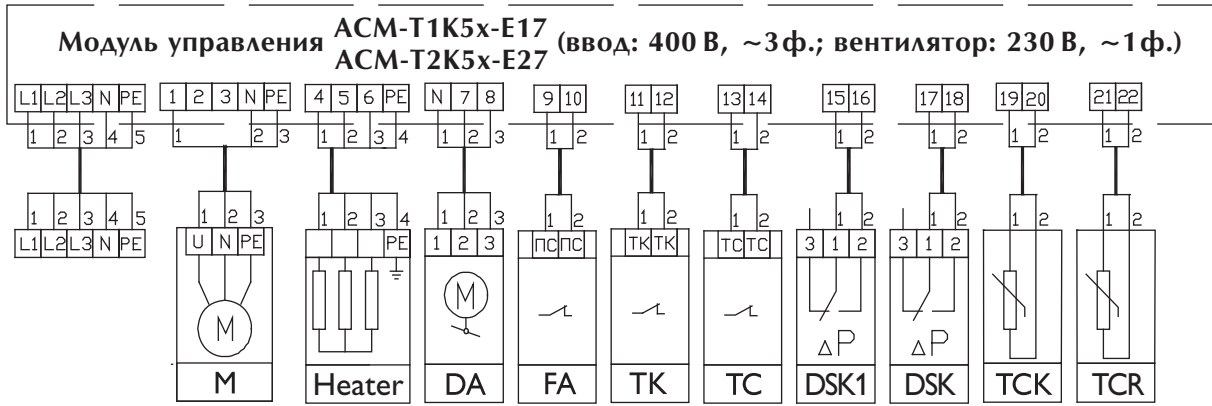 Модуль управления ACM-T1K5x-E17 (ввод: 400 В, ~3ф.; вентилятор: 230 В, ~1ф.)
ACM-T2K5x-E27
L1 L2 L3 N PE 1 2 3 N PE 4 5 6 PE N 7 8 9 10 11 12 13 14 15 16 17 18 19 20 21 22
1 2 3 4 5 1 2 3 1 2 3 4 1 2 3 1 2 1 2 1 2 1 2 1 2 1 2 1 2
1 2 3 4 5 1 2 3 1 2 3 4 1 2 3 1 2 1 2 1 2 1 2 1 2 1 2 1 2
L1 L2 L3 N PE U N PE PE 1 2 3 ПС ПС ТК ТК ТС ТС 3 1 2 3 1 2
M M
ΔP ΔP
M Heater DA FA TK TC DSK1 DSK TCK TCR